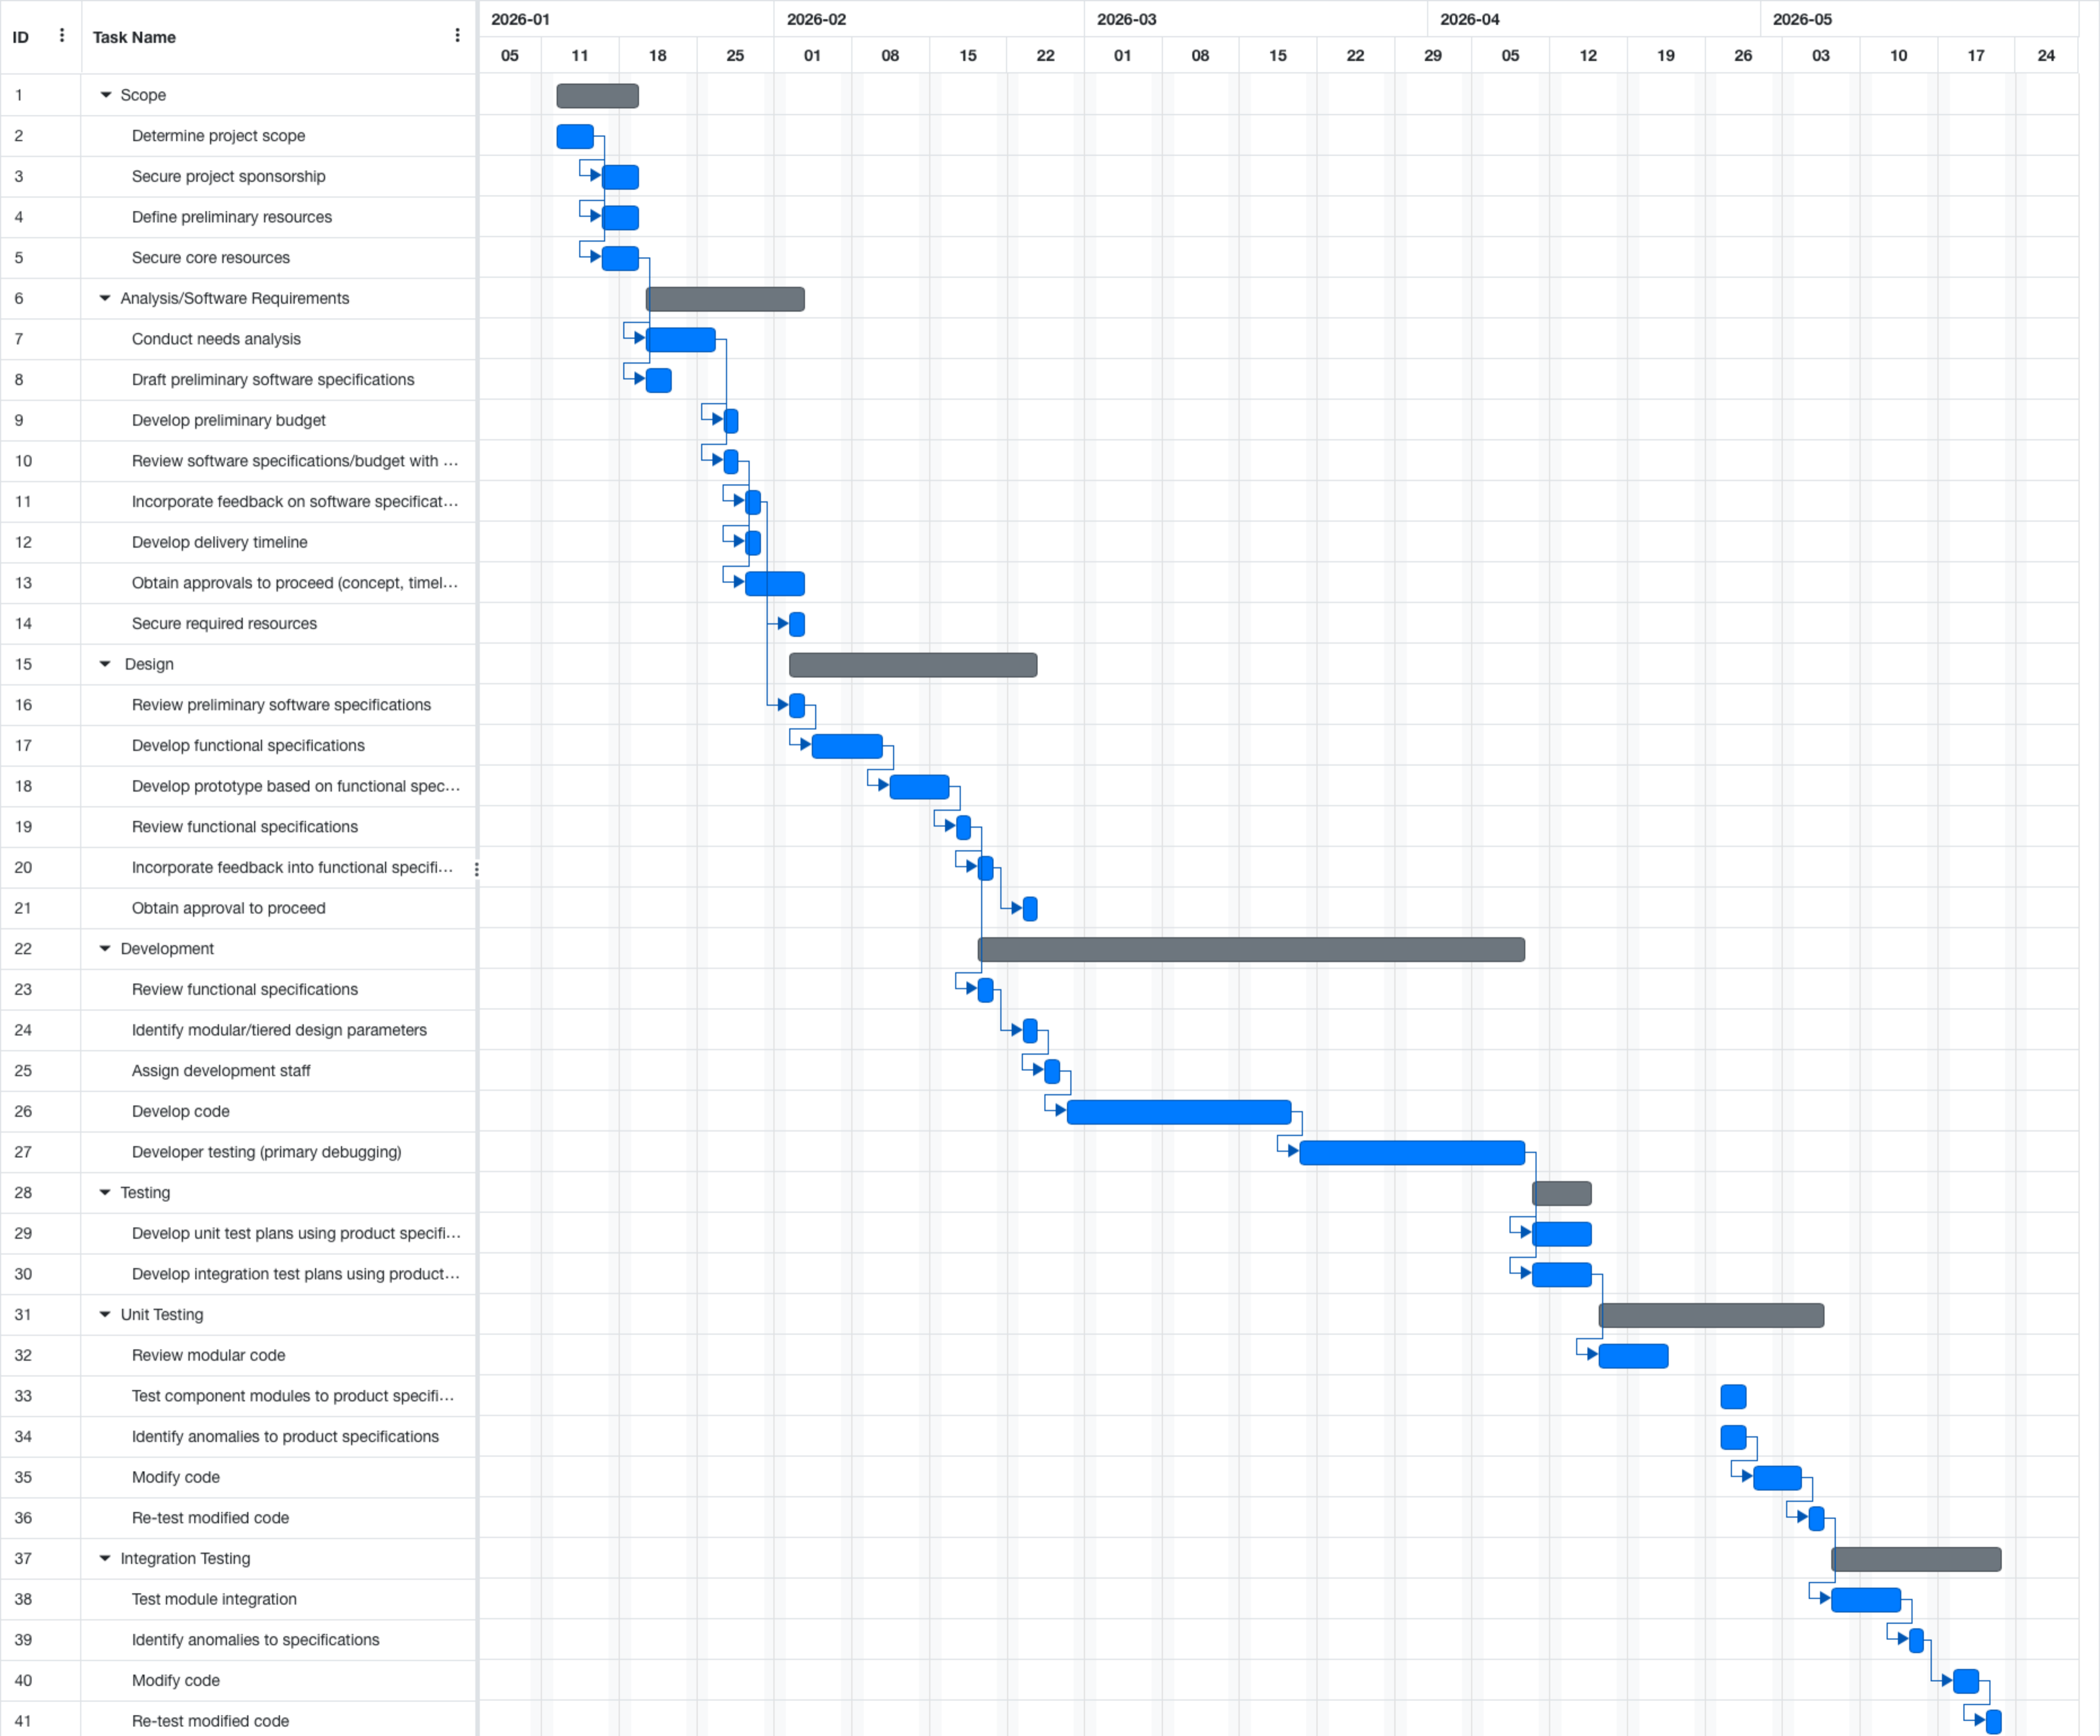 ID Task Name 2026-01 2026-02 2026-03 2026-04 2026-05
05 11 18 25 01 08 15 22 01 08 15 22 29 05 12 19 26 03 10 17 24
1 Scope
2 Determine project scope
3 Secure project sponsorship
4 Define preliminary resources
5 Secure core resources
6 Analysis/Software Requirements
7 Conduct needs analysis
8 Draft preliminary software specifications
9 Develop preliminary budget
10 Review software specifications/budget with ...
11 Incorporate feedback on software specificat...
12 Develop delivery timeline
13 Obtain approvals to proceed (concept, timel...
14 Secure required resources
15 Design
16 Review preliminary software specifications
17 Develop functional specifications
18 Develop prototype based on functional spec...
19 Review functional specifications
20 Incorporate feedback into functional specifi...
21 Obtain approval to proceed
22 Development
23 Review functional specifications
24 Identify modular/tiered design parameters
25 Assign development staff
26 Develop code
27 Developer testing (primary debugging)
28 Testing
29 Develop unit test plans using product specifi...
30 Develop integration test plans using product...
31 Unit Testing
32 Review modular code
33 Test component modules to product specifi...
34 Identify anomalies to product specifications
35 Modify code
36 Re-test modified code
37 Integration Testing
38 Test module integration
39 Identify anomalies to specifications
40 Modify code
41 Re-test modified code